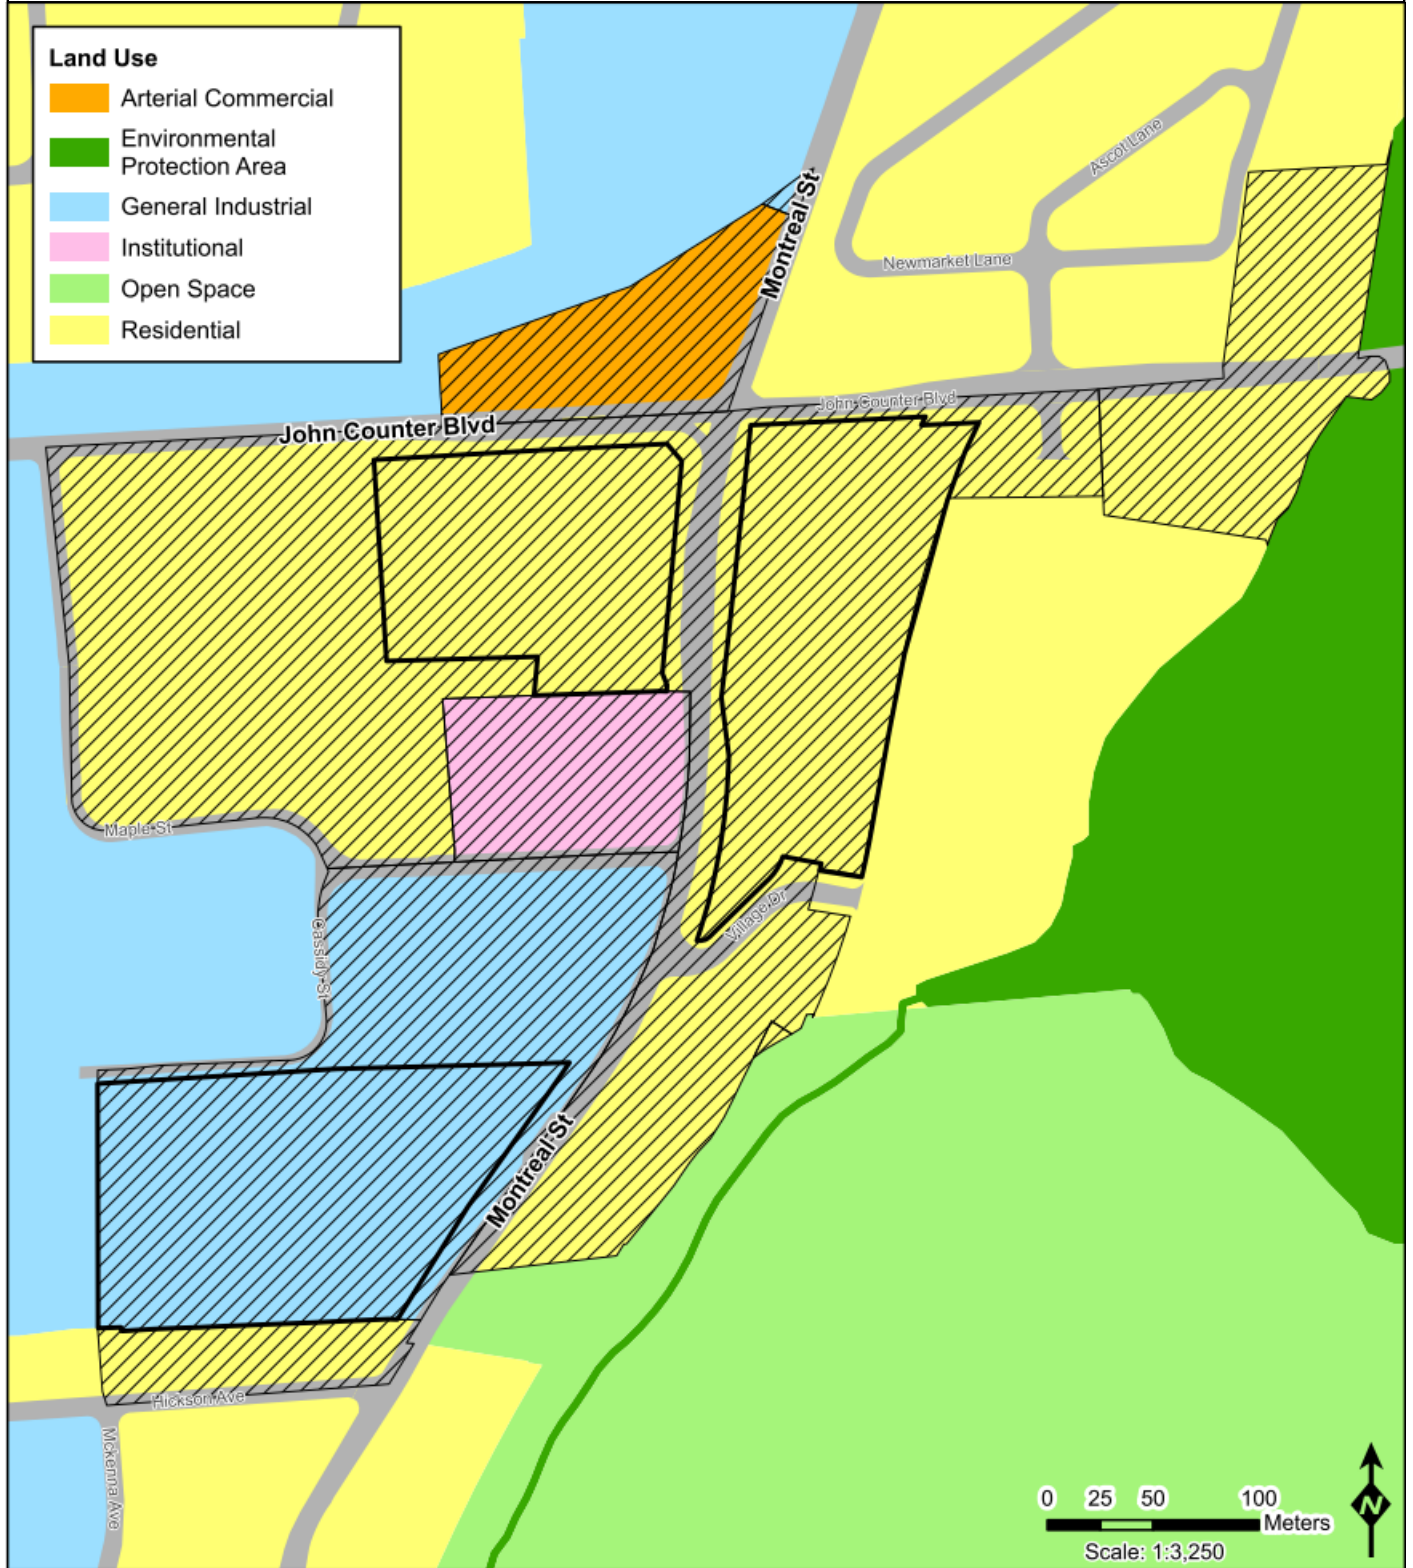 Land Use
Arterial Commercial
Environmental
Protection Area
General Industrial
Institutional
Open Space
Residential
Montreal St
Ascot Lane
Newmarket Lane
John Counter Blvd
John Counter Blvd
Maple St
Cassidy St
Village Dr
Montreal St
Hickson Ave
Mckenna Ave
0 25 50 100
Meters
Scale: 1:3,250
N